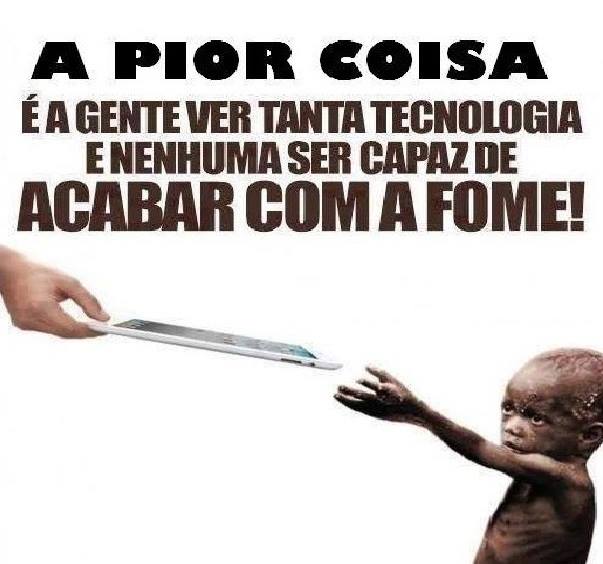 A PIOR COISA
É A GENTE VER TANTA TECNOLOGIA
E NENHUMA SER CAPAZ DE
ACABAR COM A FOME!